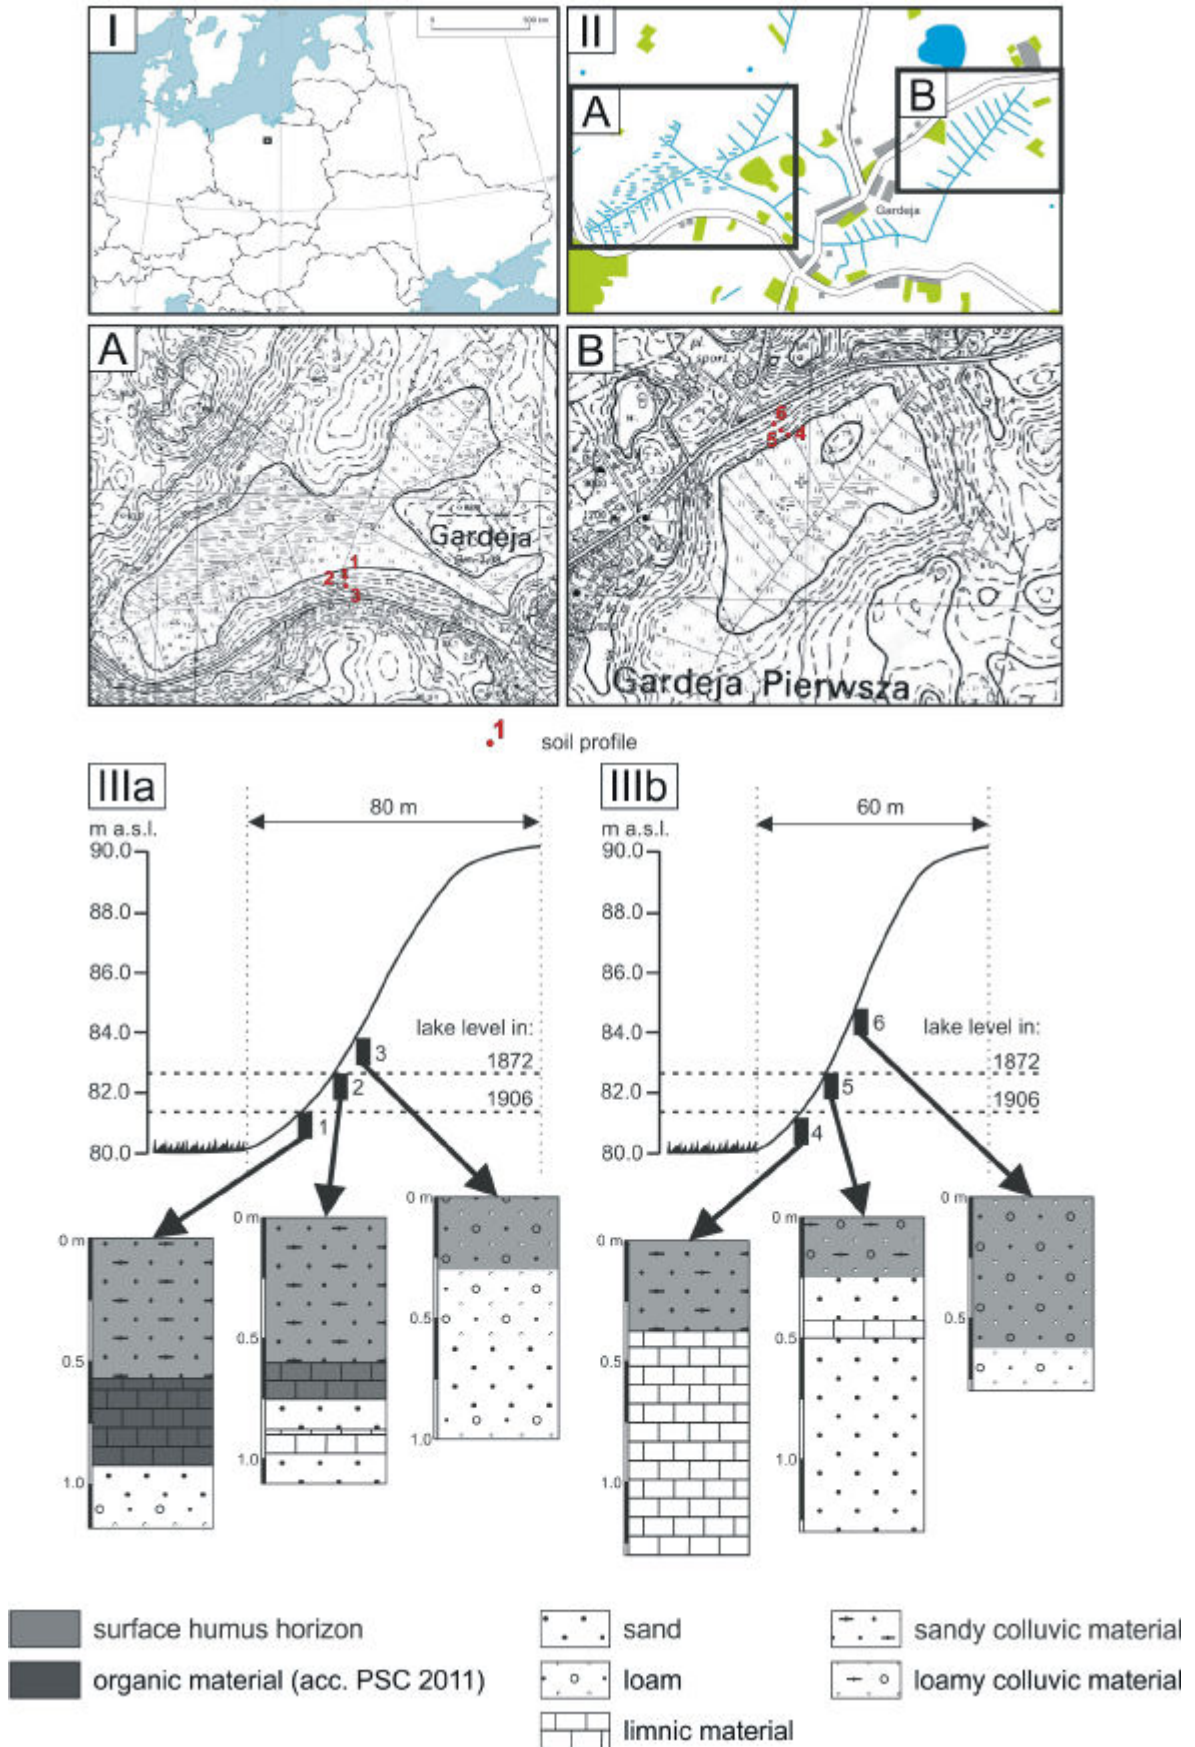 I
0
500 km
II
A
B
Gardeja
A
Gardeja
1
2
3
B
pl.
sport.
6
5
4
Gardeja Pierwsza
1
soil profile
IIIa
80 m
m a.s.l.
90.0
88.0
86.0
84.0
82.0
80.0
lake level in:
1872
1906
3
2
1
0 m
0.5
1.0
0 m
0.5
1.0
0 m
0.5
1.0
IIIb
60 m
m a.s.l.
90.0
88.0
86.0
84.0
82.0
80.0
lake level in:
1872
1906
6
5
4
0 m
0.5
1.0
0 m
0.5
1.0
0 m
0.5
surface humus horizon
organic material (acc. PSC 2011)
sand
loam
limnic material
sandy colluvic material
loamy colluvic material